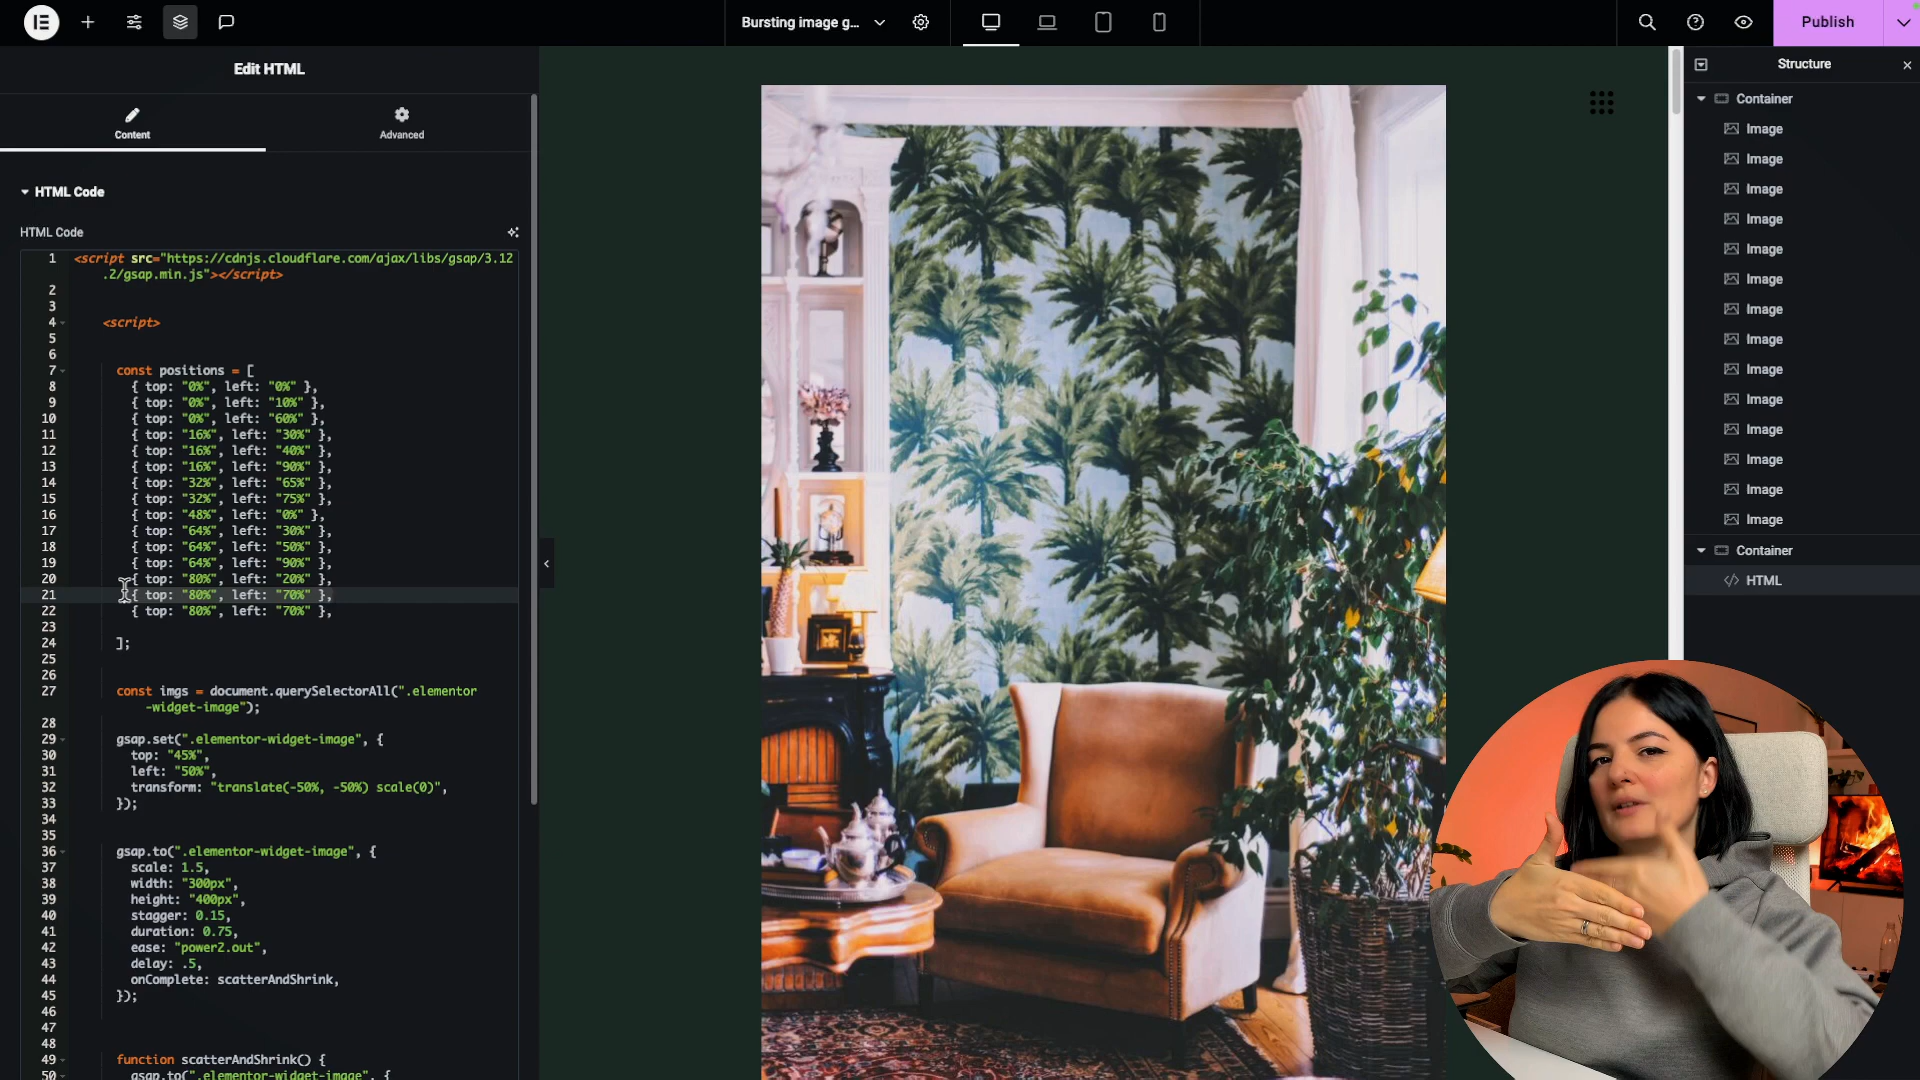 Bursting image g...
Publish
Edit HTML
Structure
Content
Advanced
HTML Code
HTML Code
1 <script src="https://cdnjs.cloudflare.com/ajax/libs/gsap/3.12
.2/gsap.min.js"></script>
2
3
4 <script>
5
6
7 const positions = [
8 { top: "0%", left: "0%" },
9 { top: "0%", left: "10%" },
10 { top: "0%", left: "60%" },
11 { top: "16%", left: "30%" },
12 { top: "16%", left: "40%" },
13 { top: "16%", left: "90%" },
14 { top: "32%", left: "65%" },
15 { top: "32%", left: "75%" },
16 { top: "48%", left: "0%" },
17 { top: "64%", left: "30%" },
18 { top: "64%", left: "50%" },
19 { top: "64%", left: "90%" },
20 { top: "80%", left: "20%" },
21 { top: "80%", left: "70%" },
22 { top: "80%", left: "70%" },
23
24 ];
25
26
27 const imgs = document.querySelectorAll(".elementor
-widget-image");
28
29 gsap.set(".elementor-widget-image", {
30 top: "45%",
31 left: "50%",
32 transform: "translate(-50%, -50%) scale(0)",
33 });
34
35
36 gsap.to(".elementor-widget-image", {
37 scale: 1.5,
38 width: "300px",
39 height: "400px",
40 stagger: 0.15,
41 duration: 0.75,
42 ease: "power2.out",
43 delay: .5,
44 onComplete: scatterAndShrink,
45 });
46
47
48
49 function scatterAndShrink() {
50 gsap.to(".elementor-widget-image", {
Container
Image
Image
Image
Image
Image
Image
Image
Image
Image
Image
Image
Image
Image
Image
Container
HTML